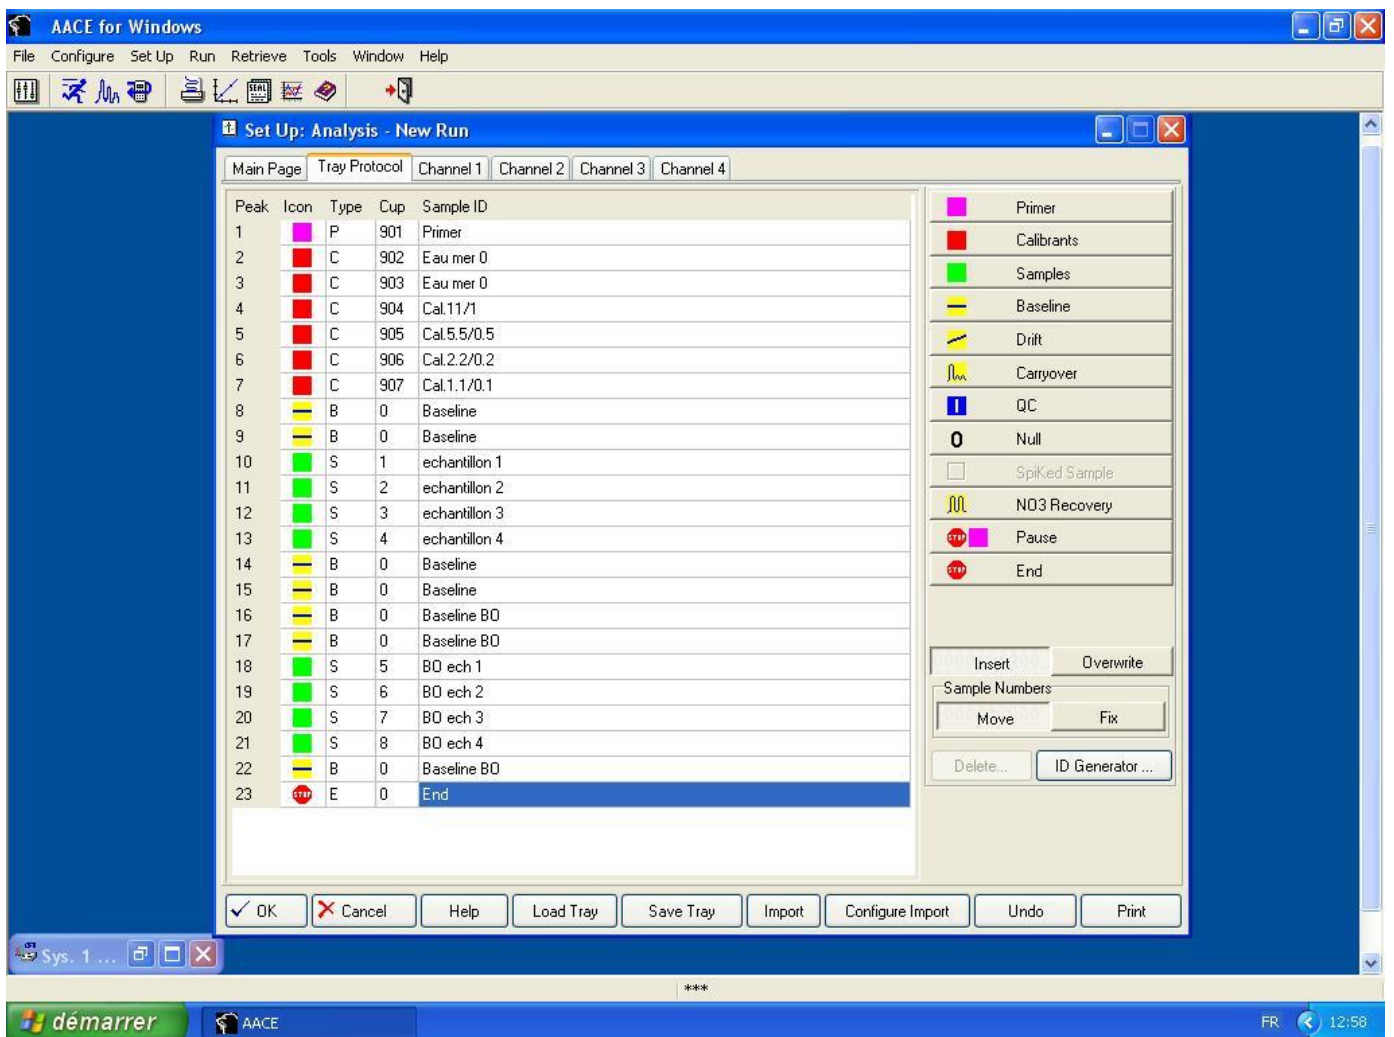 AACE for Windows
File Configure Set Up Run Retrieve Tools Window Help
SEAL
Set Up: Analysis - New Run
Main Page Tray Protocol Channel 1 Channel 2 Channel 3 Channel 4
Peak Icon Type Cup Sample ID
1 P 901 Primer
2 C 902 Eau mer 0
3 C 903 Eau mer 0
4 C 904 Cal.11/1
5 C 905 Cal.5.5/0.5
6 C 906 Cal.2.2/0.2
7 C 907 Cal.1.1/0.1
8 B 0 Baseline
9 B 0 Baseline
10 S 1 echantillon 1
11 S 2 echantillon 2
12 S 3 echantillon 3
13 S 4 echantillon 4
14 B 0 Baseline
15 B 0 Baseline
16 B 0 Baseline BO
17 B 0 Baseline BO
18 S 5 BO ech 1
19 S 6 BO ech 2
20 S 7 BO ech 3
21 S 8 BO ech 4
22 B 0 Baseline BO
23 STOP E 0 End
Primer
Calibrants
Samples
Baseline
Drift
Carryover
I QC
0 Null
SpiKed Sample
NO3 Recovery
STOP Pause
STOP End
Insert Overwrite
Sample Numbers
Move Fix
Delete... ID Generator ...
OK Cancel Help Load Tray Save Tray Import Configure Import Undo Print
Sys. 1 ...
***
démarrer AACE FR 12:58